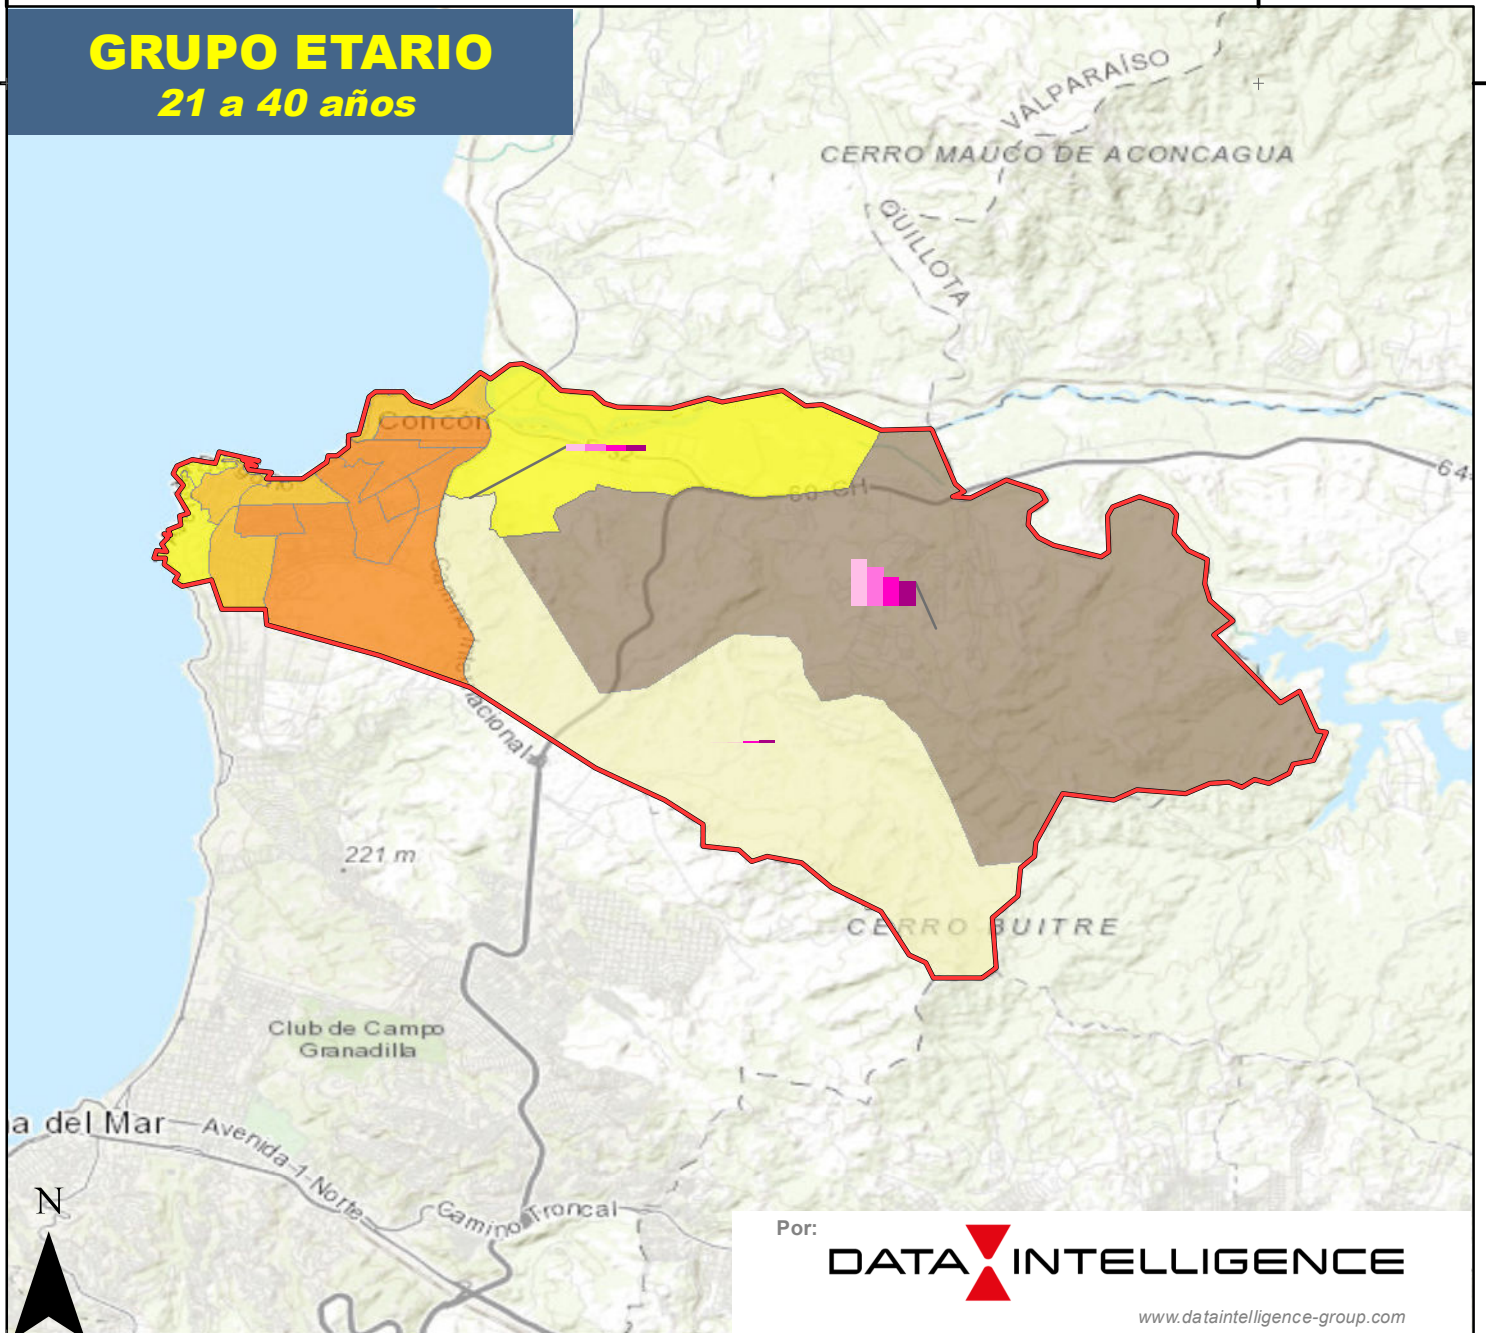 GRUPO ETARIO
21 a 40 años
VALPARAÍSO
CERRO MAUCO DE ACONCAGUA
QUILLOTA
Concón
64
60-CH
acional
221 m
CERRO BUITRE
Club de Campo
Granadilla
a del Mar
Avenida-1-Norte
Camino Troncal
N
Por:
DATA INTELLIGENCE
www.dataintelligence-group.com